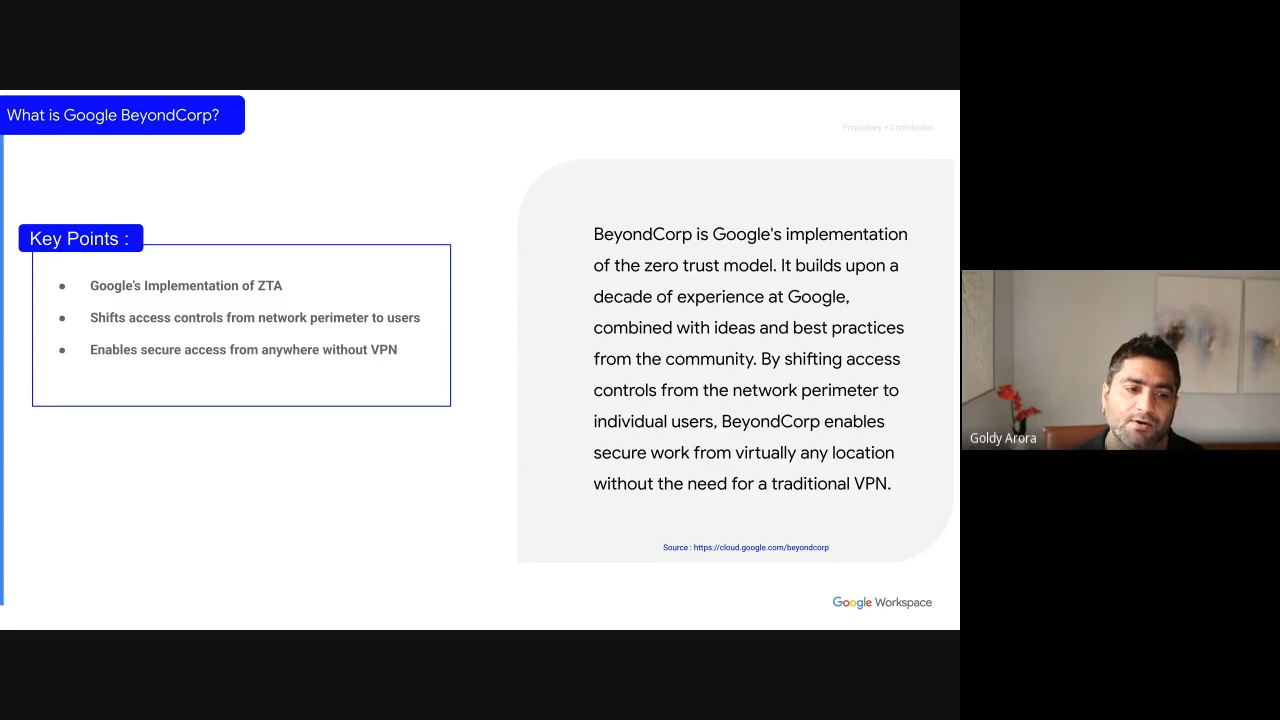 What is Google BeyondCorp?
Proprietary + Confidential
Key Points :
● Google's Implementation of ZTA
● Shifts access controls from network perimeter to users
● Enables secure access from anywhere without VPN
BeyondCorp is Google's implementation
of the zero trust model. It builds upon a
decade of experience at Google,
combined with ideas and best practices
from the community. By shifting access
controls from the network perimeter to
individual users, BeyondCorp enables
secure work from virtually any location
without the need for a traditional VPN.
Source : https://cloud.google.com/beyondcorp
Google Workspace
Goldy Arora